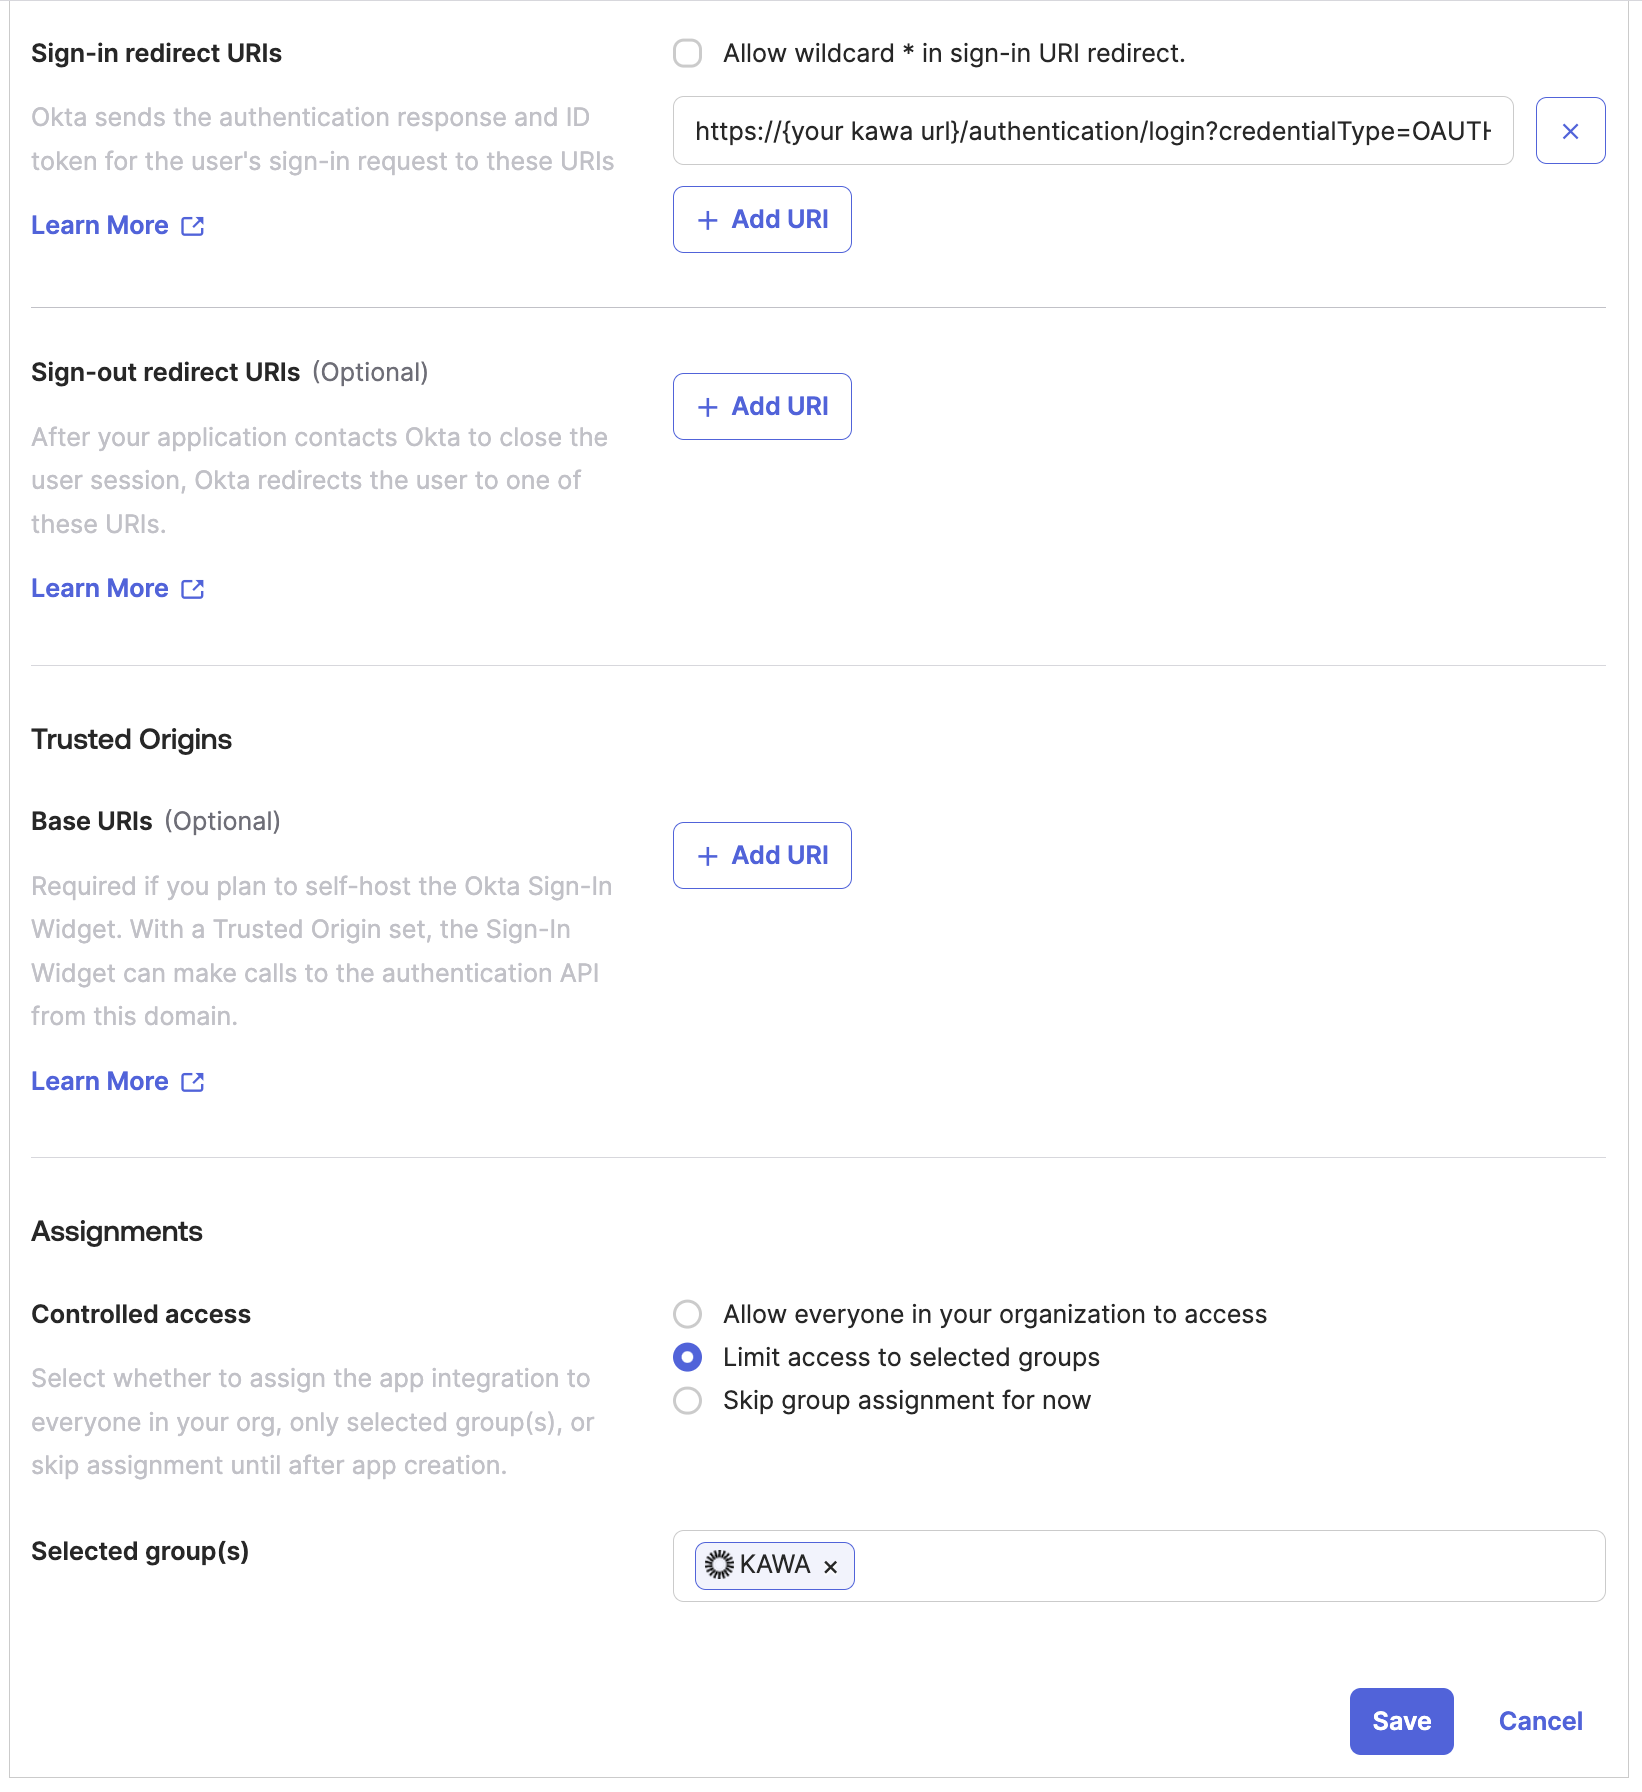 Sign-in redirect URIs
Allow wildcard * in sign-in URI redirect.
Okta sends the authentication response and ID
token for the user's sign-in request to these URIs
https://{your kawa url}/authentication/login?credentialType=OAUTH
Learn More
+ Add URI
Sign-out redirect URIs (Optional)
+ Add URI
After your application contacts Okta to close the
user session, Okta redirects the user to one of
these URIs.
Learn More
Trusted Origins
Base URIs (Optional)
+ Add URI
Required if you plan to self-host the Okta Sign-In
Widget. With a Trusted Origin set, the Sign-In
Widget can make calls to the authentication API
from this domain.
Learn More
Assignments
Controlled access
Allow everyone in your organization to access
Limit access to selected groups
Skip group assignment for now
Select whether to assign the app integration to
everyone in your org, only selected group(s), or
skip assignment until after app creation.
Selected group(s)
KAWA ×
Save
Cancel